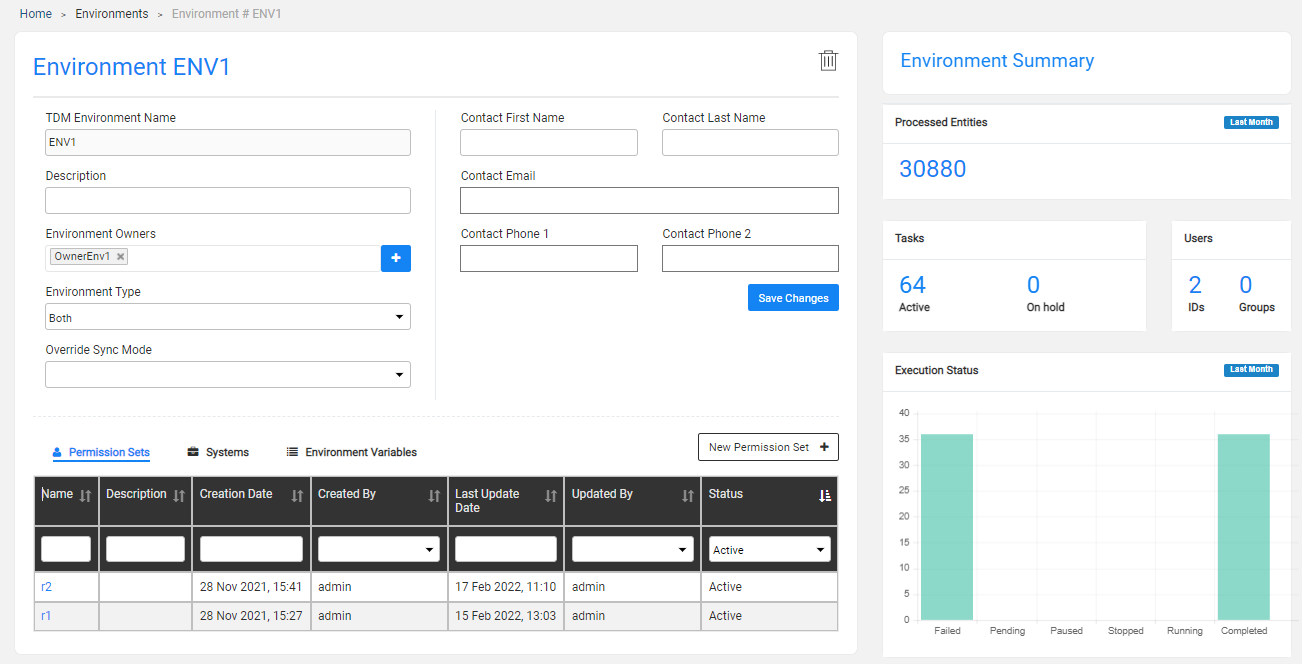 Home > Environments > Environment # ENV1
Environment ENV1
TDM Environment Name
ENV1
Description
Environment Owners
OwnerEnv1 ×
+
Environment Type
Both
Override Sync Mode
Contact First Name Contact Last Name
Contact Email
Contact Phone 1 Contact Phone 2
Save Changes
Permission Sets Systems Environment Variables
New Permission Set +
Name Description Creation Date Created By Last Update Date Updated By Status
Active
r2 28 Nov 2021, 15:41 admin 17 Feb 2022, 11:10 admin Active
r1 28 Nov 2021, 15:27 admin 15 Feb 2022, 13:03 admin Active
Environment Summary
Processed Entities Last Month
30880
Tasks
64 0
Active On hold
Users
2 0
IDs Groups
Execution Status Last Month
40
35
30
25
20
15
10
5
0
Failed Pending Paused Stopped Running Completed